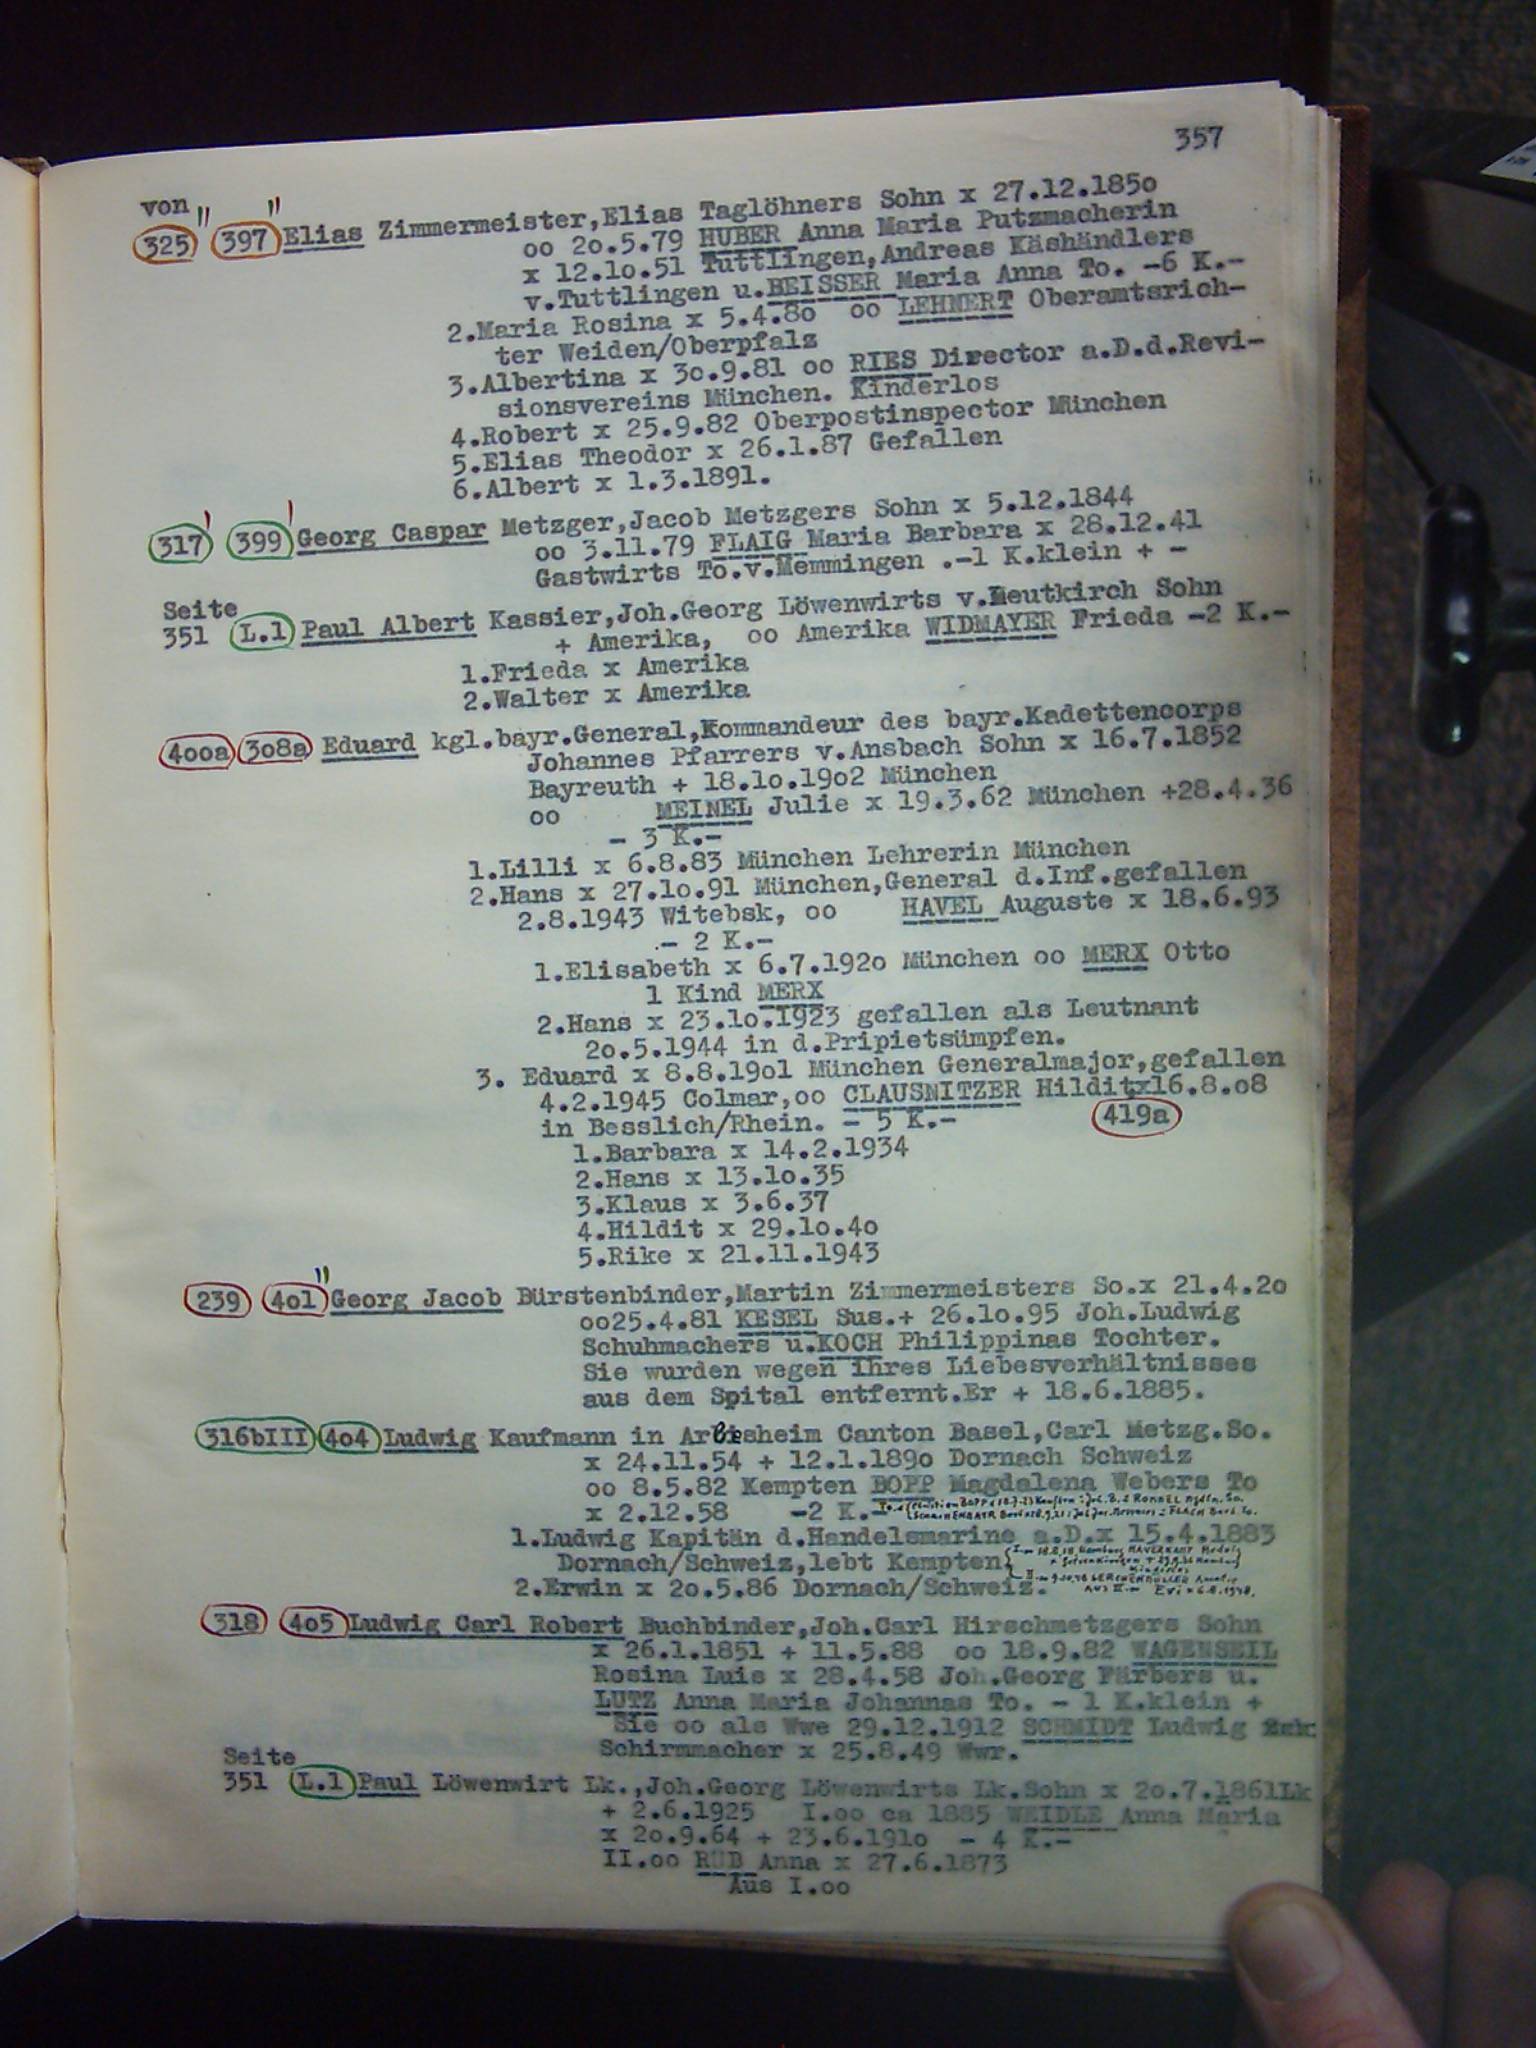 357
von
325" 397" Elias Zimmermeister,Elias Taglöhners Sohn x 27.12.185o
oo 2o.5.79 HUBER Anna Maria Putzmacherin
x 12.1o.51 Tuttlingen,Andreas Käshändlers
v.Tuttlingen u.BEISSER Maria Anna To. -6 K.-
2.Maria Rosina x 5.4.8o oo LEHNERT Oberamtsrich-
ter Weiden/Oberpfalz
3.Albertina x 3o.9.81 oo RIES Director a.D.d.Revi-
sionsvereins München. Kinderlos
4.Robert x 25.9.82 Oberpostinspector München
5.Elias Theodor x 26.1.87 Gefallen
6.Albert x 1.3.1891.
317' 399' Georg Caspar Metzger,Jacob Metzgers Sohn x 5.12.1844
oo 3.11.79 FLAIG Maria Barbara x 28.12.41
Gastwirts To.v.Memmingen .-1 K.klein + -
Seite
351 L.1 Paul Albert Kassier,Joh.Georg Löwenwirts v.Leutkirch Sohn
+ Amerika, oo Amerika WIDMAYER Frieda -2 K.-
1.Frieda x Amerika
2.Walter x Amerika
4ooa 3o8a Eduard kgl.bayr.General,Kommandeur des bayr.Kadettencorps
Johannes Pfarrers v.Ansbach Sohn x 16.7.1852
Bayreuth + 18.1o.19o2 München
oo MEINEL Julie x 19.3.62 München +28.4.36
- 3 K.-
1.Lilli x 6.8.83 München Lehrerin München
2.Hans x 27.1o.91 München,General d.Inf.gefallen
2.8.1943 Witebsk, oo HAVEL Auguste x 18.6.93
- 2 K.-
1.Elisabeth x 6.7.192o München oo MERX Otto
1 Kind MERX
2.Hans x 23.1o.1923 gefallen als Leutnant
2o.5.1944 in d.Pripietsümpfen.
3. Eduard x 8.8.19o1 München Generalmajor,gefallen
4.2.1945 Colmar,oo CLAUSNITZER Hilditx16.8.o8
in Besslich/Rhein. - 5 K.- 419a
1.Barbara x 14.2.1934
2.Hans x 13.1o.35
3.Klaus x 3.6.37
4.Hildit x 29.1o.4o
5.Rike x 21.11.1943
239 4o1" Georg Jacob Bürstenbinder,Martin Zimmermeisters So.x 21.4.2o
oo25.4.81 KESEL Sus.+ 26.1o.95 Joh.Ludwig
Schuhmachers u.KOCH Philippinas Tochter.
Sie wurden wegen ihres Liebesverhältnisses
aus dem Spital entfernt.Er + 18.6.1885.
316bIII 4o4 Ludwig Kaufmann in Arlesheim Canton Basel,Carl Metzg.So.
x 24.11.54 + 12.1.189o Dornach Schweiz
oo 8.5.82 Kempten BOPP Magdalena Webers To
x 2.12.58 -2 K.-
1.Ludwig Kapitän d.Handelsmarine a.D.x 15.4.1883
Dornach/Schweiz,lebt Kempten
2.Erwin x 2o.5.86 Dornach/Schweiz.
318 4o5 Ludwig Carl Robert Buchbinder,Joh.Carl Hirschmetzgers Sohn
x 26.1.1851 + 11.5.88 oo 18.9.82 WAGENSEIL
Rosina Luis x 28.4.58 Joh.Georg Färbers u.
LUTZ Anna Maria Johannas To. - 1 K.klein +
Sie oo als Wwe 29.12.1912 SCHMIDT Ludwig
Schirmmacher x 25.8.49 Wwr.
Seite
351 L.1 Paul Löwenwirt Lk.,Joh.Georg Löwenwirts Lk.Sohn x 2o.7.1861Lk
+ 2.6.1925 I.oo ca 1885 WEIDLE Anna Maria
x 2o.9.64 + 23.6.191o - 4 K.-
II.oo RÜB Anna x 27.6.1873
Aus I.oo